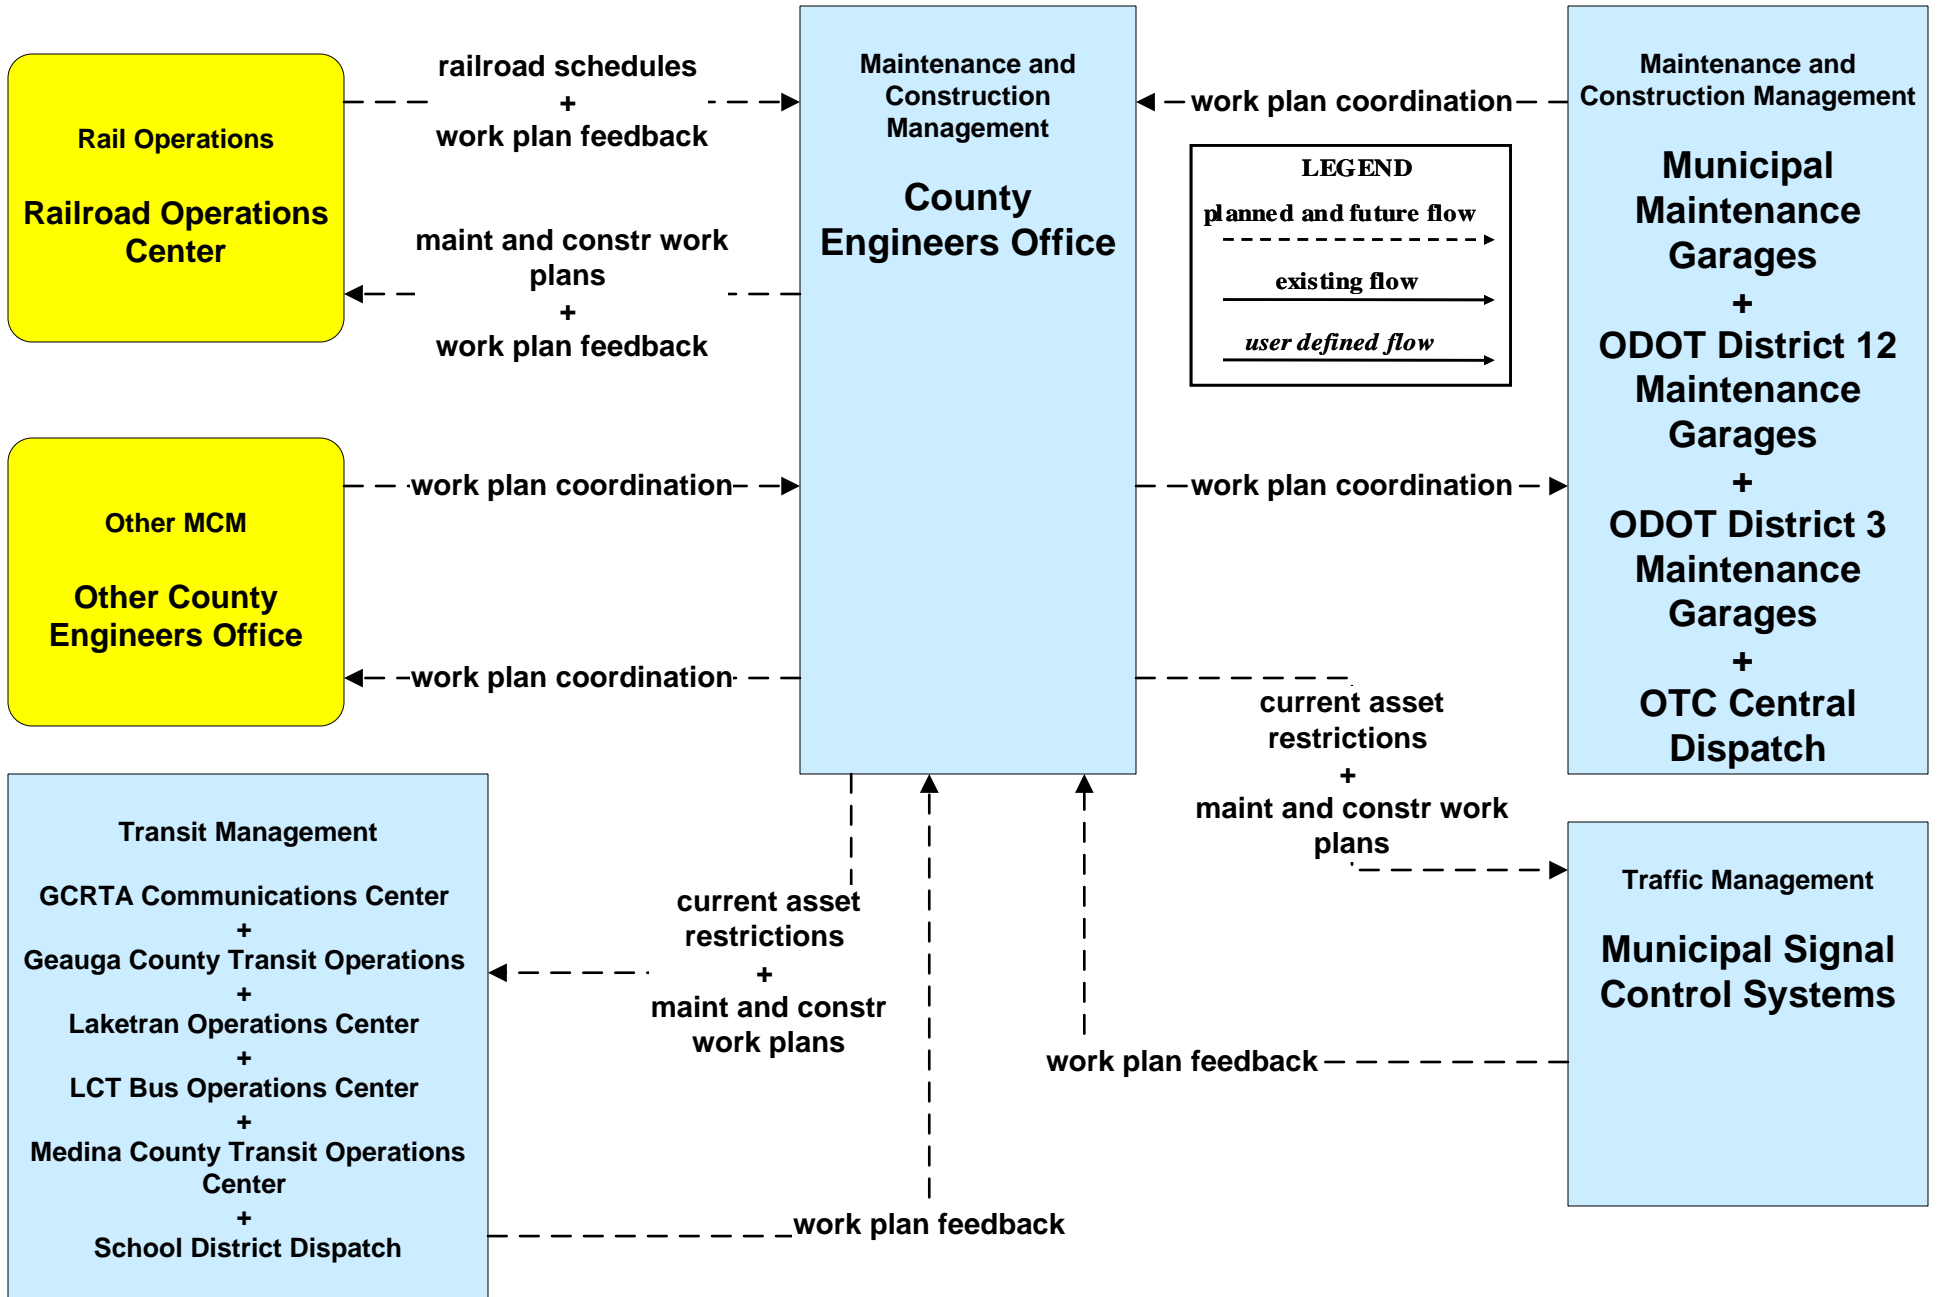 Rail Operations
Railroad Operations
Center
railroad schedules
+
work plan feedback
maint and constr work
plans
+
work plan feedback
Maintenance and
Construction
Management
County
Engineers Office
work plan coordination
LEGEND
planned and future flow
existing flow
user defined flow
work plan coordination
Maintenance and
Construction Management
Municipal
Maintenance
Garages
+
ODOT District 12
Maintenance
Garages
+
ODOT District 3
Maintenance
Garages
+
OTC Central
Dispatch
Other MCM
Other County
Engineers Office
work plan coordination
work plan coordination
current asset
restrictions
+
maint and constr work
plans
Transit Management
GCRTA Communications Center
+
Geauga County Transit Operations
+
Laketran Operations Center
+
LCT Bus Operations Center
+
Medina County Transit Operations
Center
+
School District Dispatch
current asset
restrictions
+
maint and constr
work plans
work plan feedback
work plan feedback
Traffic Management
Municipal Signal
Control Systems